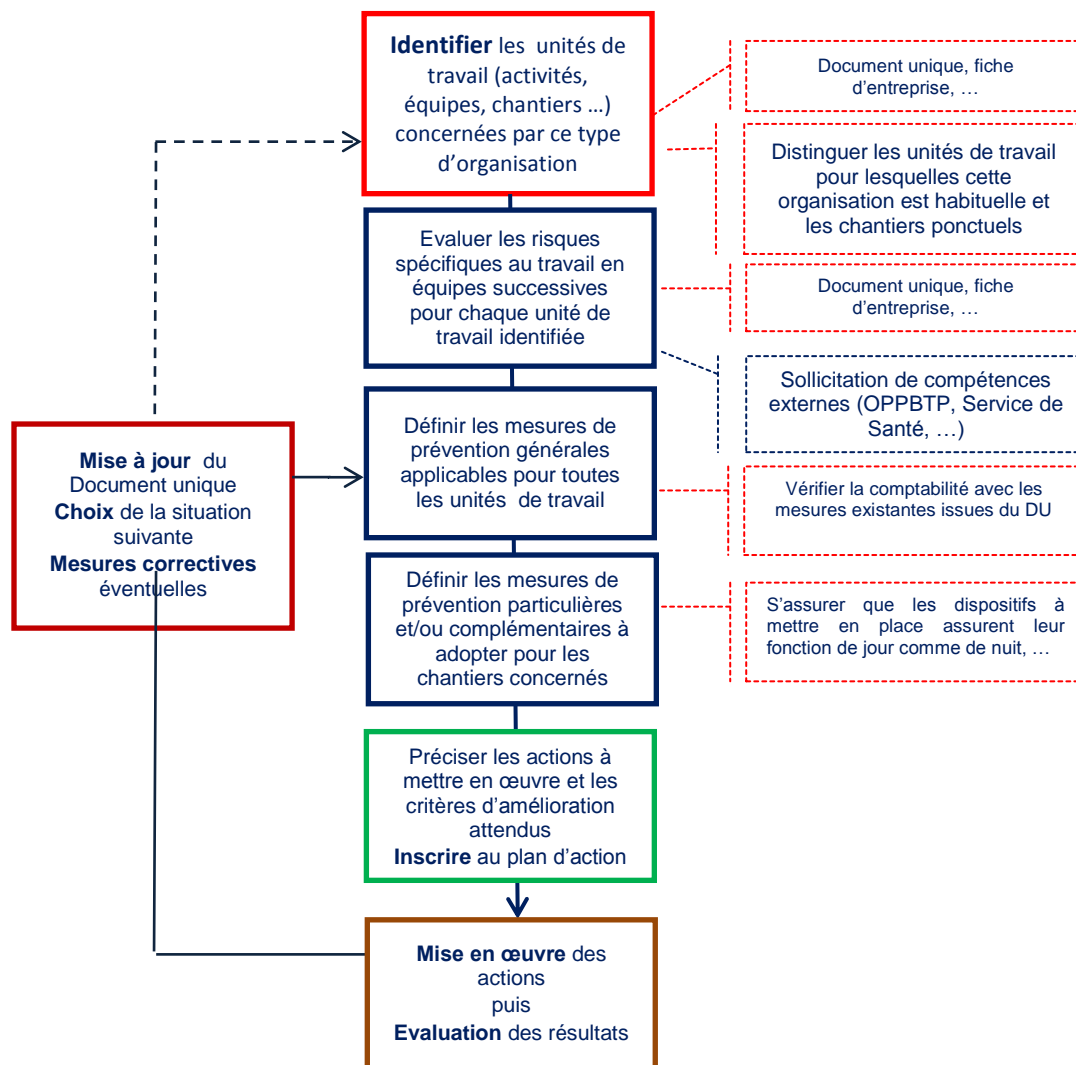 Identifier les unités de
travail (activités,
équipes, chantiers ...)
concernées par ce type
d'organisation
Document unique, fiche
d'entreprise, ...
Distinguer les unités de travail
pour lesquelles cette
organisation est habituelle et
les chantiers ponctuels
Evaluer les risques
spécifiques au travail en
équipes successives
pour chaque unité de
travail identifiée
Document unique, fiche
d'entreprise, ...
Sollicitation de compétences
externes (OPPBTP, Service de
Santé, ...)
Définir les mesures de
prévention générales
applicables pour toutes
les unités de travail
Vérifier la comptabilité avec les
mesures existantes issues du DU
Mise à jour du
Document unique
Choix de la situation
suivante
Mesures correctives
éventuelles
Définir les mesures de
prévention particulières
et/ou complémentaires à
adopter pour les
chantiers concernés
S'assurer que les dispositifs à
mettre en place assurent leur
fonction de jour comme de nuit, ...
Préciser les actions à
mettre en œuvre et les
critères d'amélioration
attendus
Inscrire au plan d'action
Mise en œuvre des
actions
puis
Evaluation des résultats